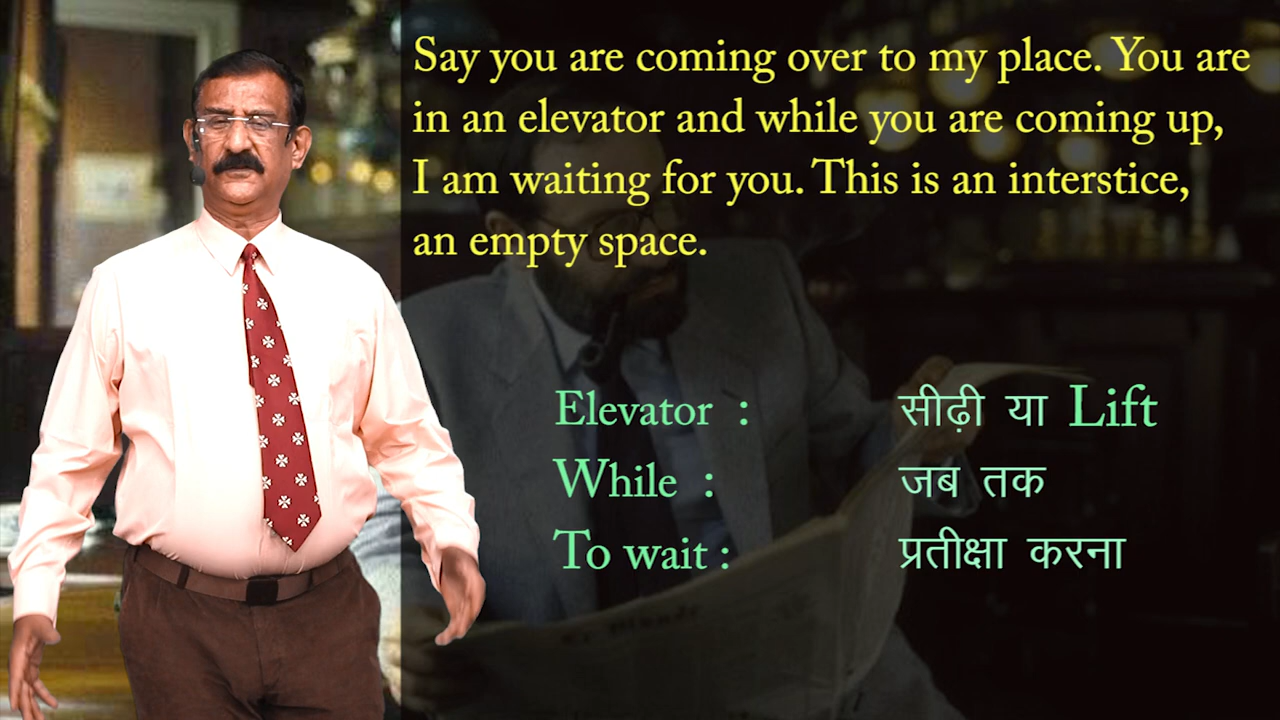 Say you are coming over to my place. You are
in an elevator and while you are coming up,
I am waiting for you. This is an interstice,
an empty space.
Elevator : सीढ़ी या Lift
While : जब तक
To wait : प्रतीक्षा करना